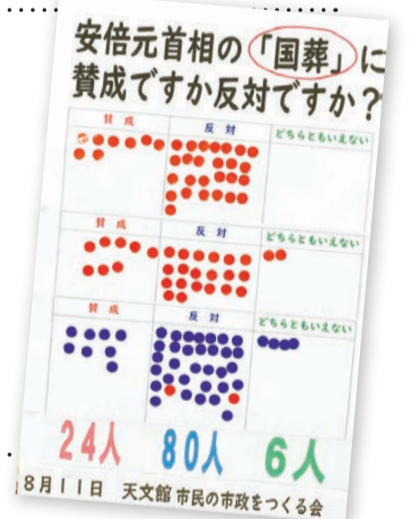 安倍元首相の「国葬」に
賛成ですか反対ですか？
賛成 反対 どちらともいえない
賛成 反対 どちらともいえない
賛成 反対 どちらともいえない
24人 80人 6人
8月11日 天文館 市民の市政をつくる会